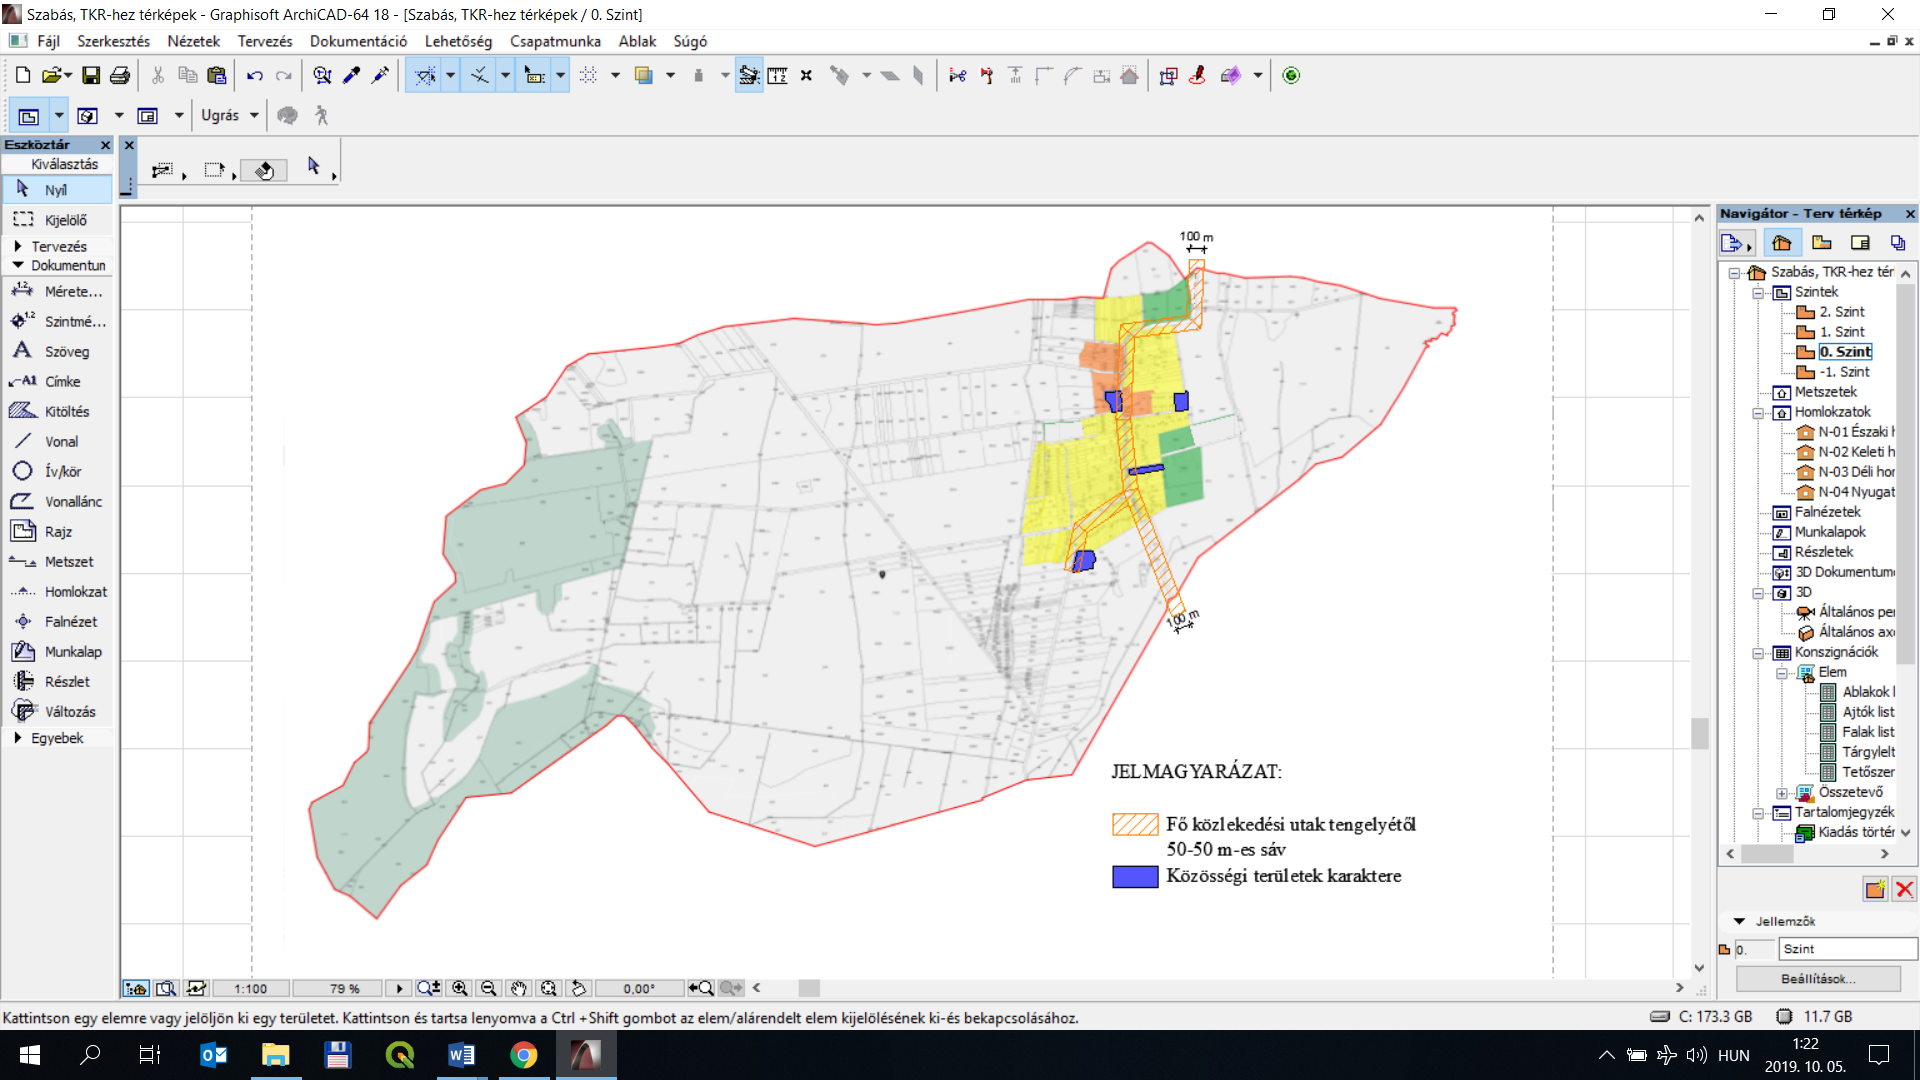 Szabás, TKR-hez térképek - Graphisoft ArchiCAD-64 18 - [Szabás, TKR-hez térképek / 0. Szint]
Fájl Szerkesztés Nézetek Tervezés Dokumentáció Lehetőség Csapatmunka Ablak Súgó
Ugrás
Eszköztár
Kiválasztás
Nyíl
Kijelölő
Tervezés
Dokumentun
Mérete...
Szintmé...
Szöveg
Címke
Kitöltés
Vonal
Ív/kör
Vonallánc
Rajz
Metszet
Homlokzat
Falnézet
Munkalap
Részlet
Változás
Egyebek
100 m
100 m
JELMAGYARÁZAT:
Fő közlekedési utak tengelyétől
50-50 m-es sáv
Közösségi területek karaktere
Navigátor - Terv térkép
Szabás, TKR-hez tér
Szintek
2. Szint
1. Szint
0. Szint
-1. Szint
Metszetek
Homlokzatok
N-01 Északi h
N-02 Keleti h
N-03 Déli hor
N-04 Nyugat
Falnézetek
Munkalapok
Részletek
3D Dokumentumo
3D
Általános per
Általános axo
Konszignációk
Elem
Ablakok l
Ajtók list
Falak list
Tárgylelt
Tetőszer
Összetevő
Tartalomjegyzék
Kiadás törtér
Jellemzők
0. Szint
Beállítások...
1:100 79 % 0,00°
Kattintson egy elemre vagy jelöljön ki egy területet. Kattintson és tartsa lenyomva a Ctrl +Shift gombot az elem/alárendelt elem kijelölésének ki-és bekapcsolásához.
C: 173.3 GB 11.7 GB
HUN
1:22
2019. 10. 05.